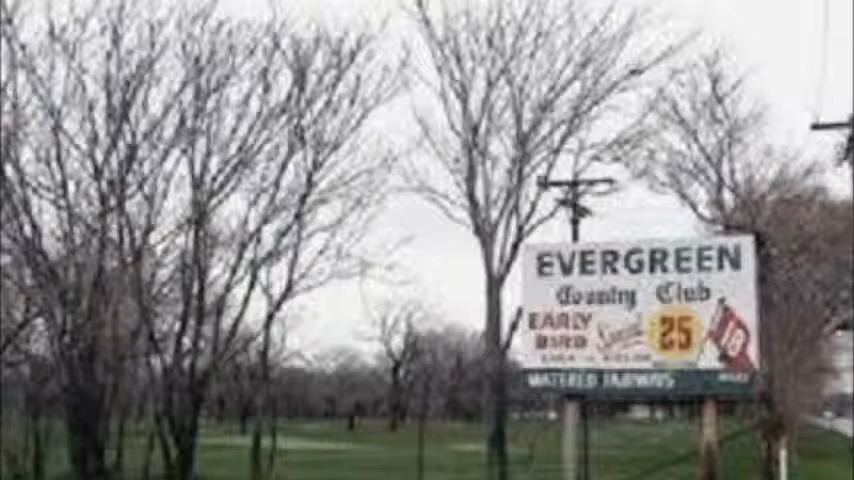 EVERGREEN
Country Club
EARLY
BIRD
Special
25
18
WATERED FAIRWAYS